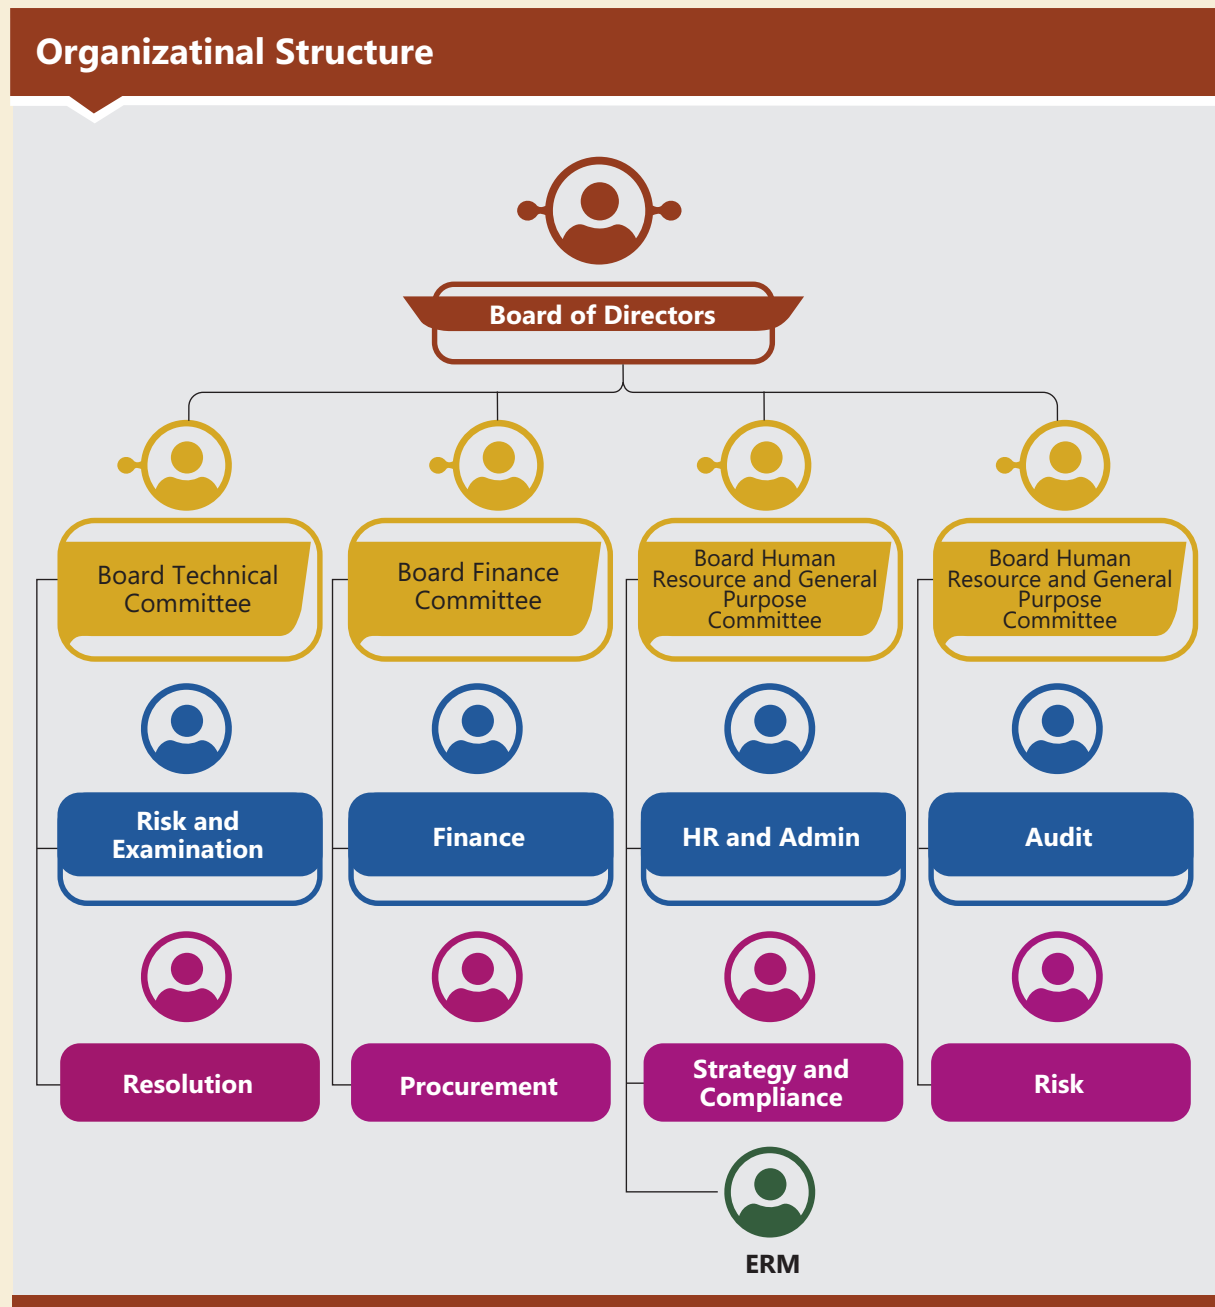 Organizatinal Structure
Board of Directors
Board Technical
Committee
Board Finance
Committee
Board Human
Resource and General
Purpose
Committee
Board Human
Resource and General
Purpose
Committee
Risk and
Examination
Finance
HR and Admin
Audit
Resolution
Procurement
Strategy and
Compliance
Risk
ERM